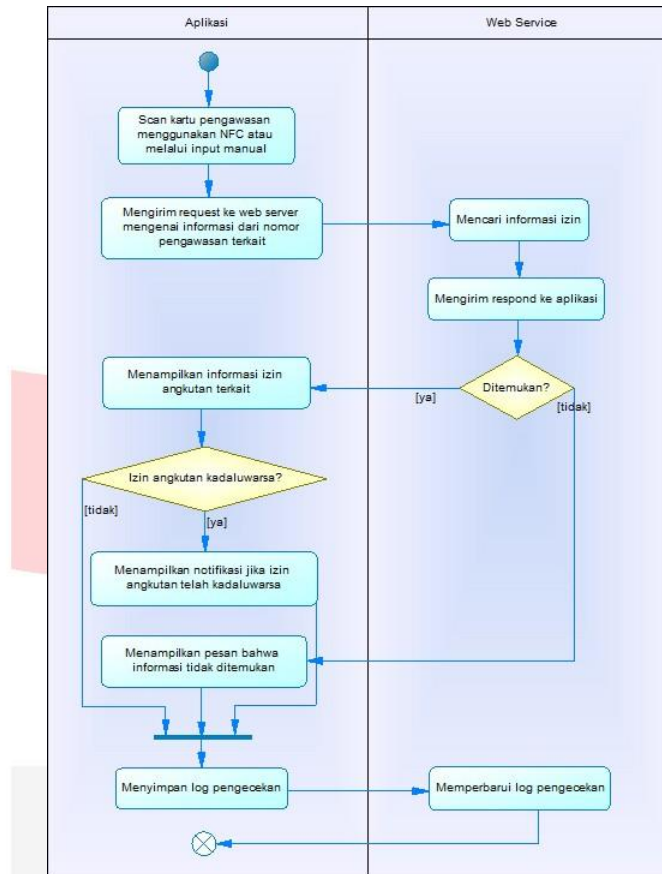 Aplikasi
Web Service
Scan kartu pengawasan
menggunakan NFC atau
melalui input manual
Mengirim request ke web server
mengenai informasi dari nomor
pengawasan terkait
Mencari informasi izin
Mengirim respond ke aplikasi
Ditemukan?
[ya]
[tidak]
Menampilkan informasi izin
angkutan terkait
Izin angkutan kadaluwarsa?
[tidak]
[ya]
Menampilkan notifikasi jika izin
angkutan telah kadaluwarsa
Menampilkan pesan bahwa
informasi tidak ditemukan
Menyimpan log pengecekan
Memperbarui log pengecekan